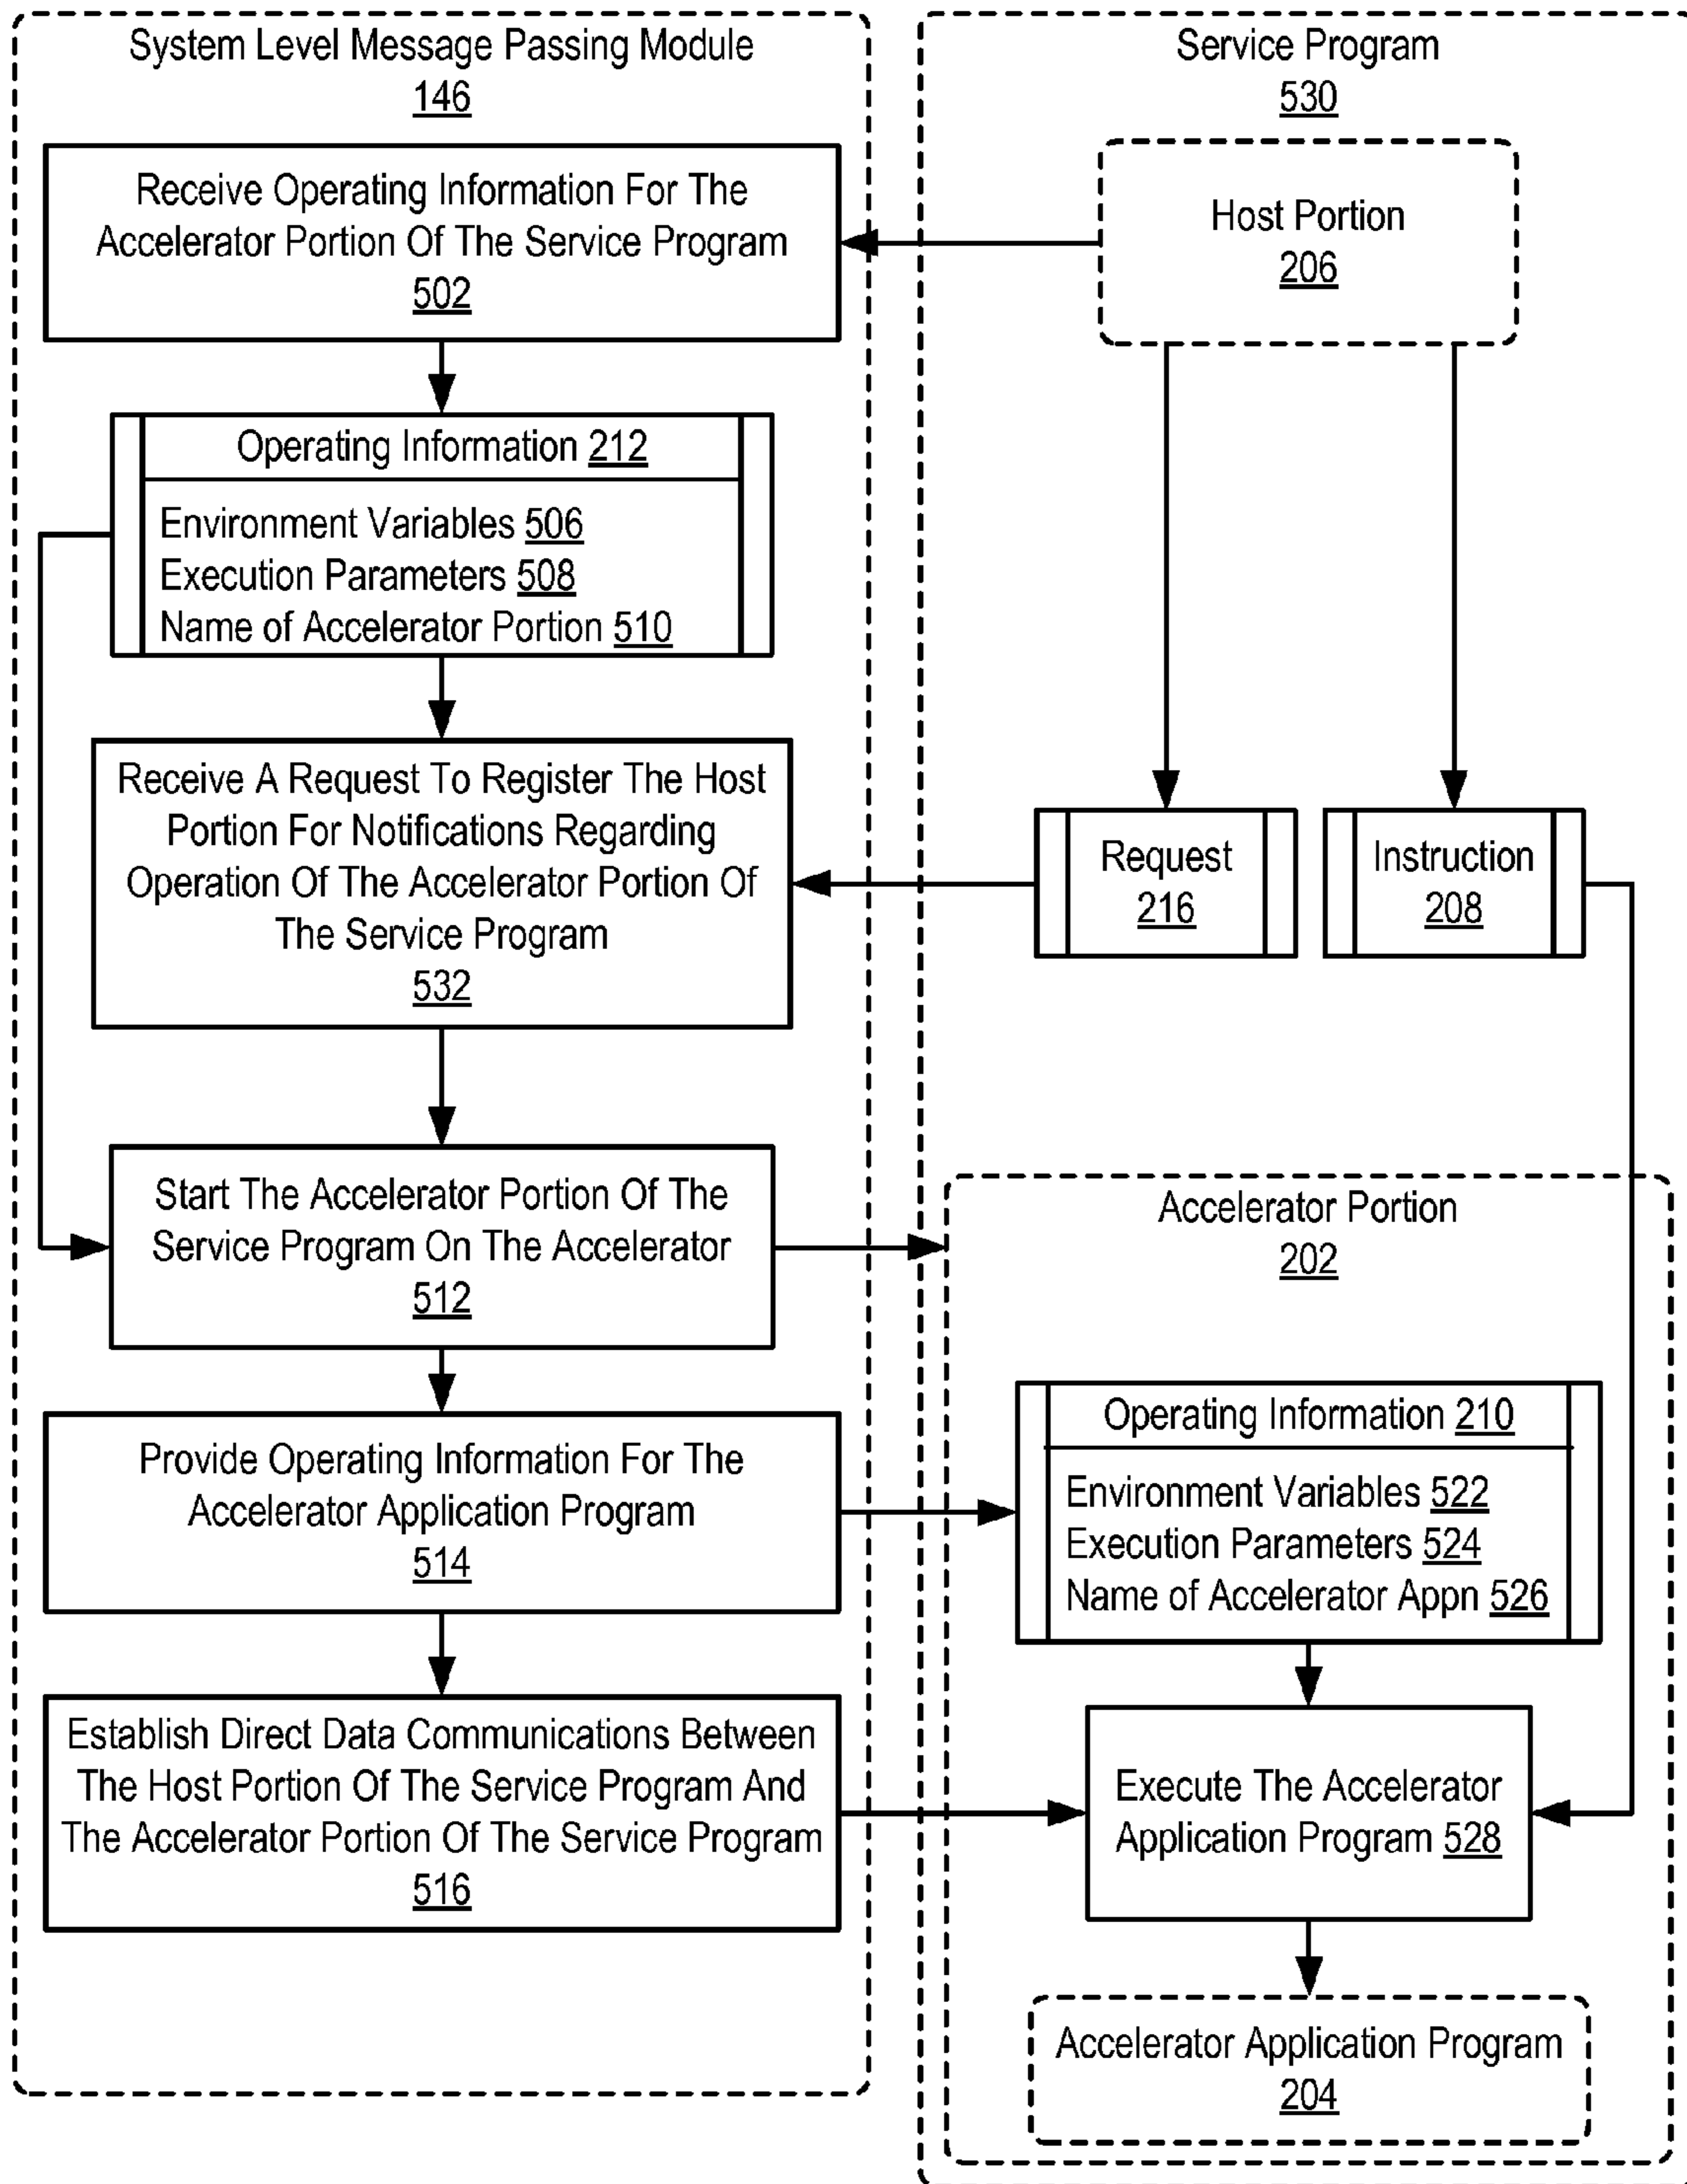 System Level Message Passing Module
146
Receive Operating Information For The
Accelerator Portion Of The Service Program
502
Operating Information 212
Environment Variables 506
Execution Parameters 508
Name of Accelerator Portion 510
Receive A Request To Register The Host
Portion For Notifications Regarding
Operation Of The Accelerator Portion Of
The Service Program
532
Start The Accelerator Portion Of The
Service Program On The Accelerator
512
Provide Operating Information For The
Accelerator Application Program
514
Establish Direct Data Communications Between
The Host Portion Of The Service Program And
The Accelerator Portion Of The Service Program
516
Service Program
530
Host Portion
206
Request
216
Instruction
208
Accelerator Portion
202
Operating Information 210
Environment Variables 522
Execution Parameters 524
Name of Accelerator Appn 526
Execute The Accelerator
Application Program 528
Accelerator Application Program
204